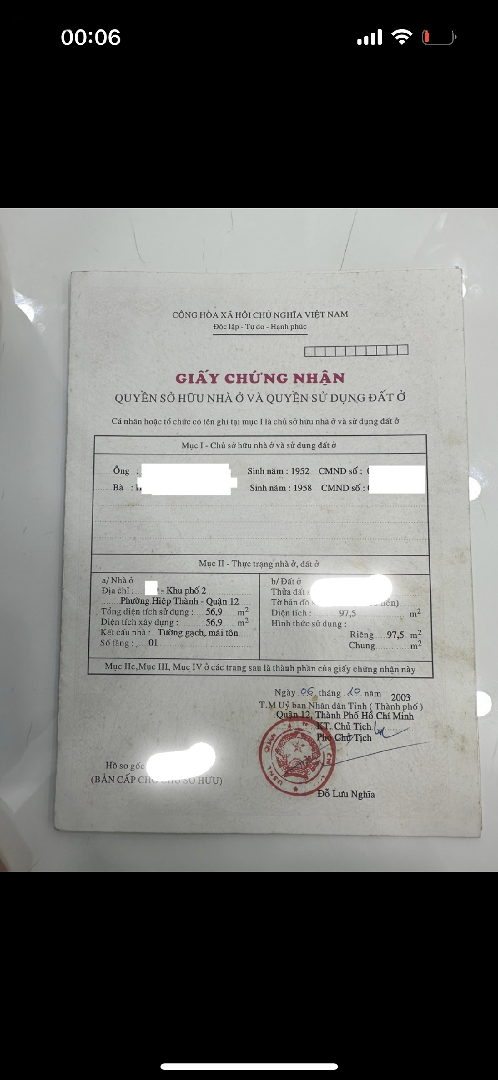 00:06
CỘNG HÒA XÃ HỘI CHỦ NGHĨA VIỆT NAM
Độc lập - Tự do - Hạnh phúc
GIẤY CHỨNG NHẬN
QUYỀN SỞ HỮU NHÀ Ở VÀ QUYỀN SỬ DỤNG ĐẤT Ở
Cá nhân hoặc tổ chức có tên ghi tại mục I là chủ sở hữu nhà ở và sử dụng đất ở
Mục I - Chủ sở hữu nhà ở và sử dụng đất ở
Ông : Sinh năm : 1952 CMND số :
Bà : Sinh năm : 1958 CMND số :
Mục II - Thực trạng nhà ở, đất ở
a/ Nhà ở
Địa chỉ : - Khu phố 2
Phường Hiệp Thành - Quận 12
Tổng diện tích sử dụng : 56,9 m2
Diện tích xây dựng : 56,9 m2
Kết cấu nhà : Tường gạch, mái tôn
Số tầng : 01
b/ Đất ở
Thửa đất
Tờ bản đồ
Diện tích : 97,5 m2
Hình thức sử dụng :
Riêng 97,5 m2
Chung m2
Mục IIc, Mục III, Mục IV ở các trang sau là thành phần của giấy chứng nhận này
Ngày 06 tháng 10 năm 2003
T.M Uỷ ban Nhân dân Tỉnh ( Thành phố )
Quận 12, Thành Phố Hồ Chí Minh
KT. Chủ Tịch
Phó Chủ Tịch
Hồ sơ gốc
(BẢN CẤP CHO CHỦ SỞ HỮU)
Đỗ Lưu Nghĩa